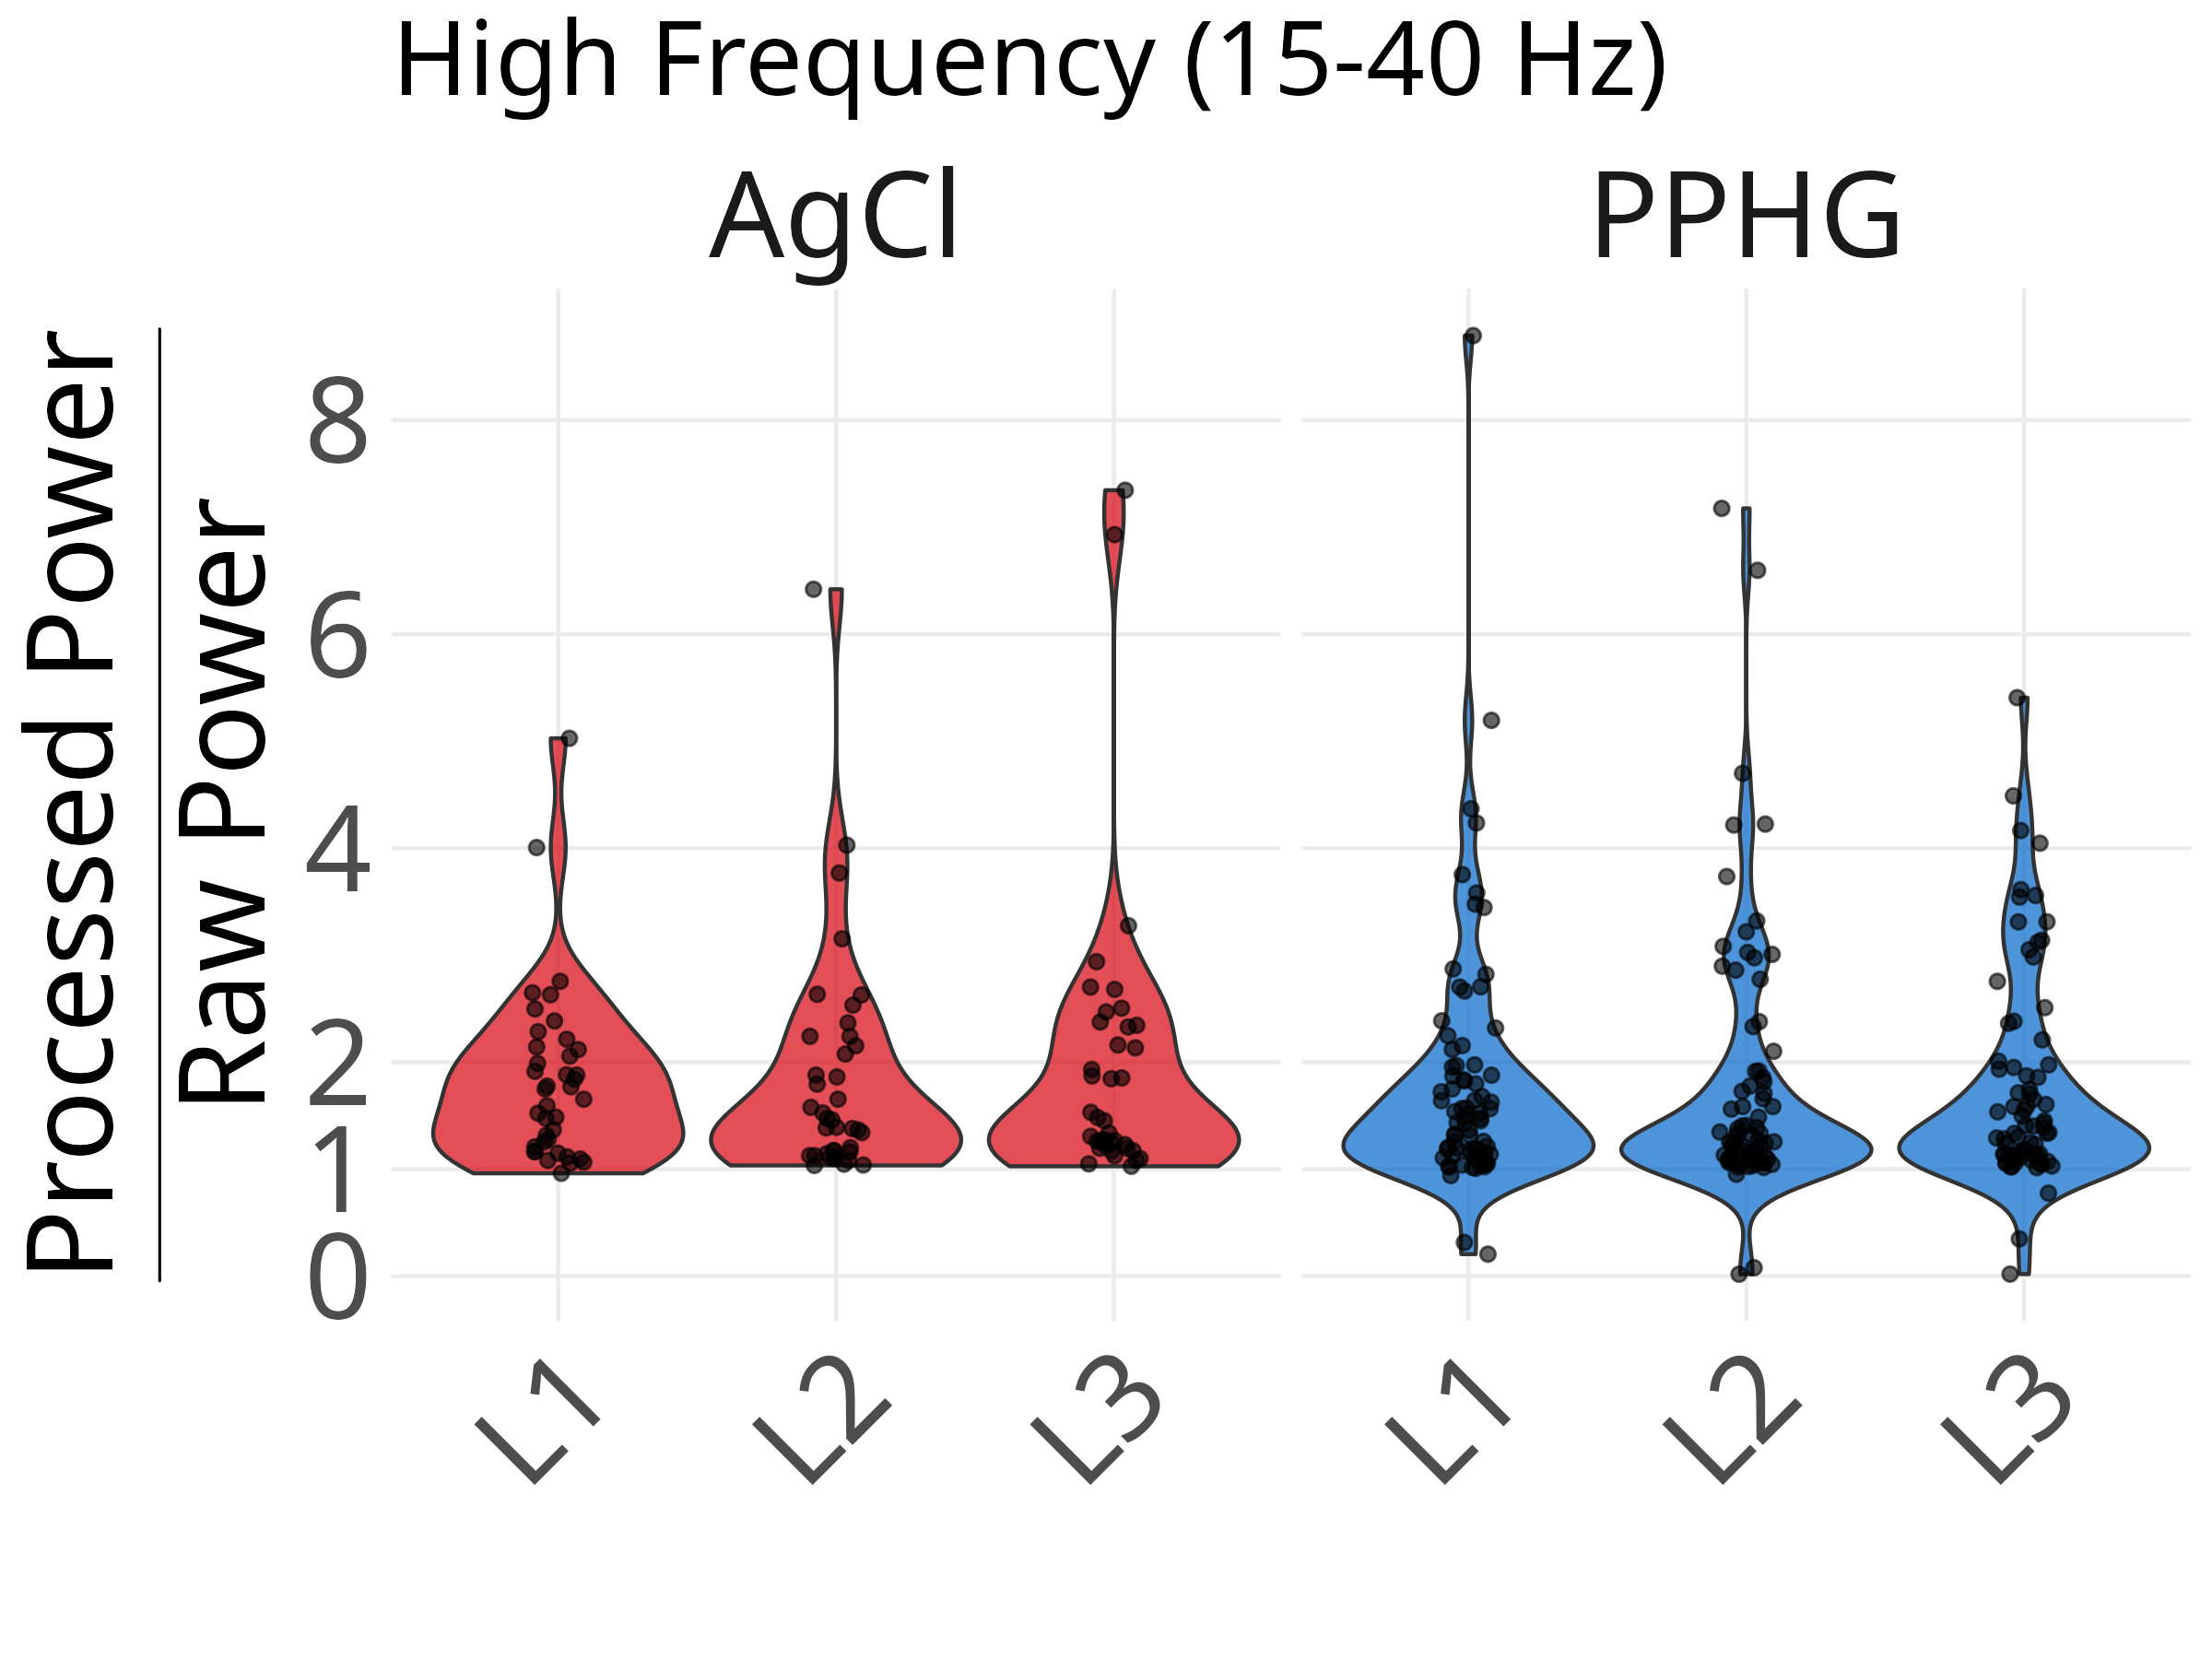 High Frequency (15-40 Hz)
AgCl
PPHG
Processed Power
Raw Power
8
6
4
2
1
0
L1
L2
L3
L1
L2
L3